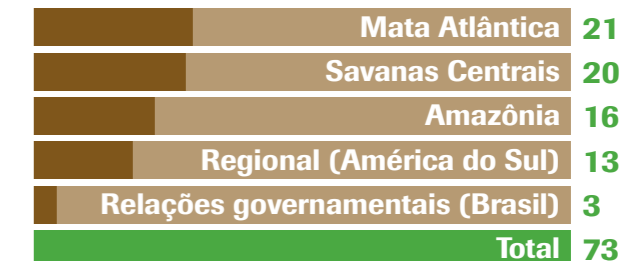 Mata Atlântica 21
Savanas Centrais 20
Amazônia 16
Regional (América do Sul) 13
Relações governamentais (Brasil) 3
Total 73